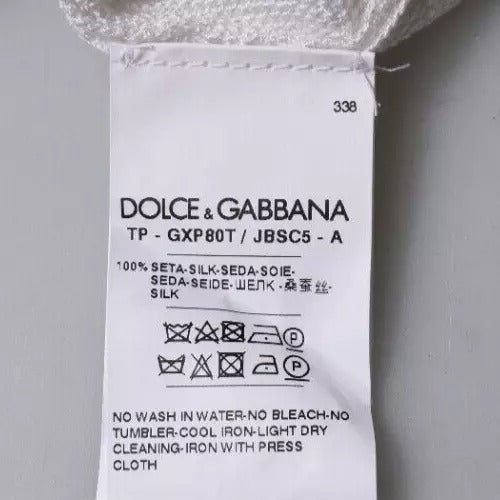 338
DOLCE & GABBANA
TP - GXP80T / JBSC5 - A
100% SETA-SILK-SEDA-SOIE-
SEDA-SEIDE-ШЕЛК-桑蚕丝-
SILK
P
P
NO WASH IN WATER-NO BLEACH-NO
TUMBLER-COOL IRON-LIGHT DRY
CLEANING-IRON WITH PRESS
CLOTH